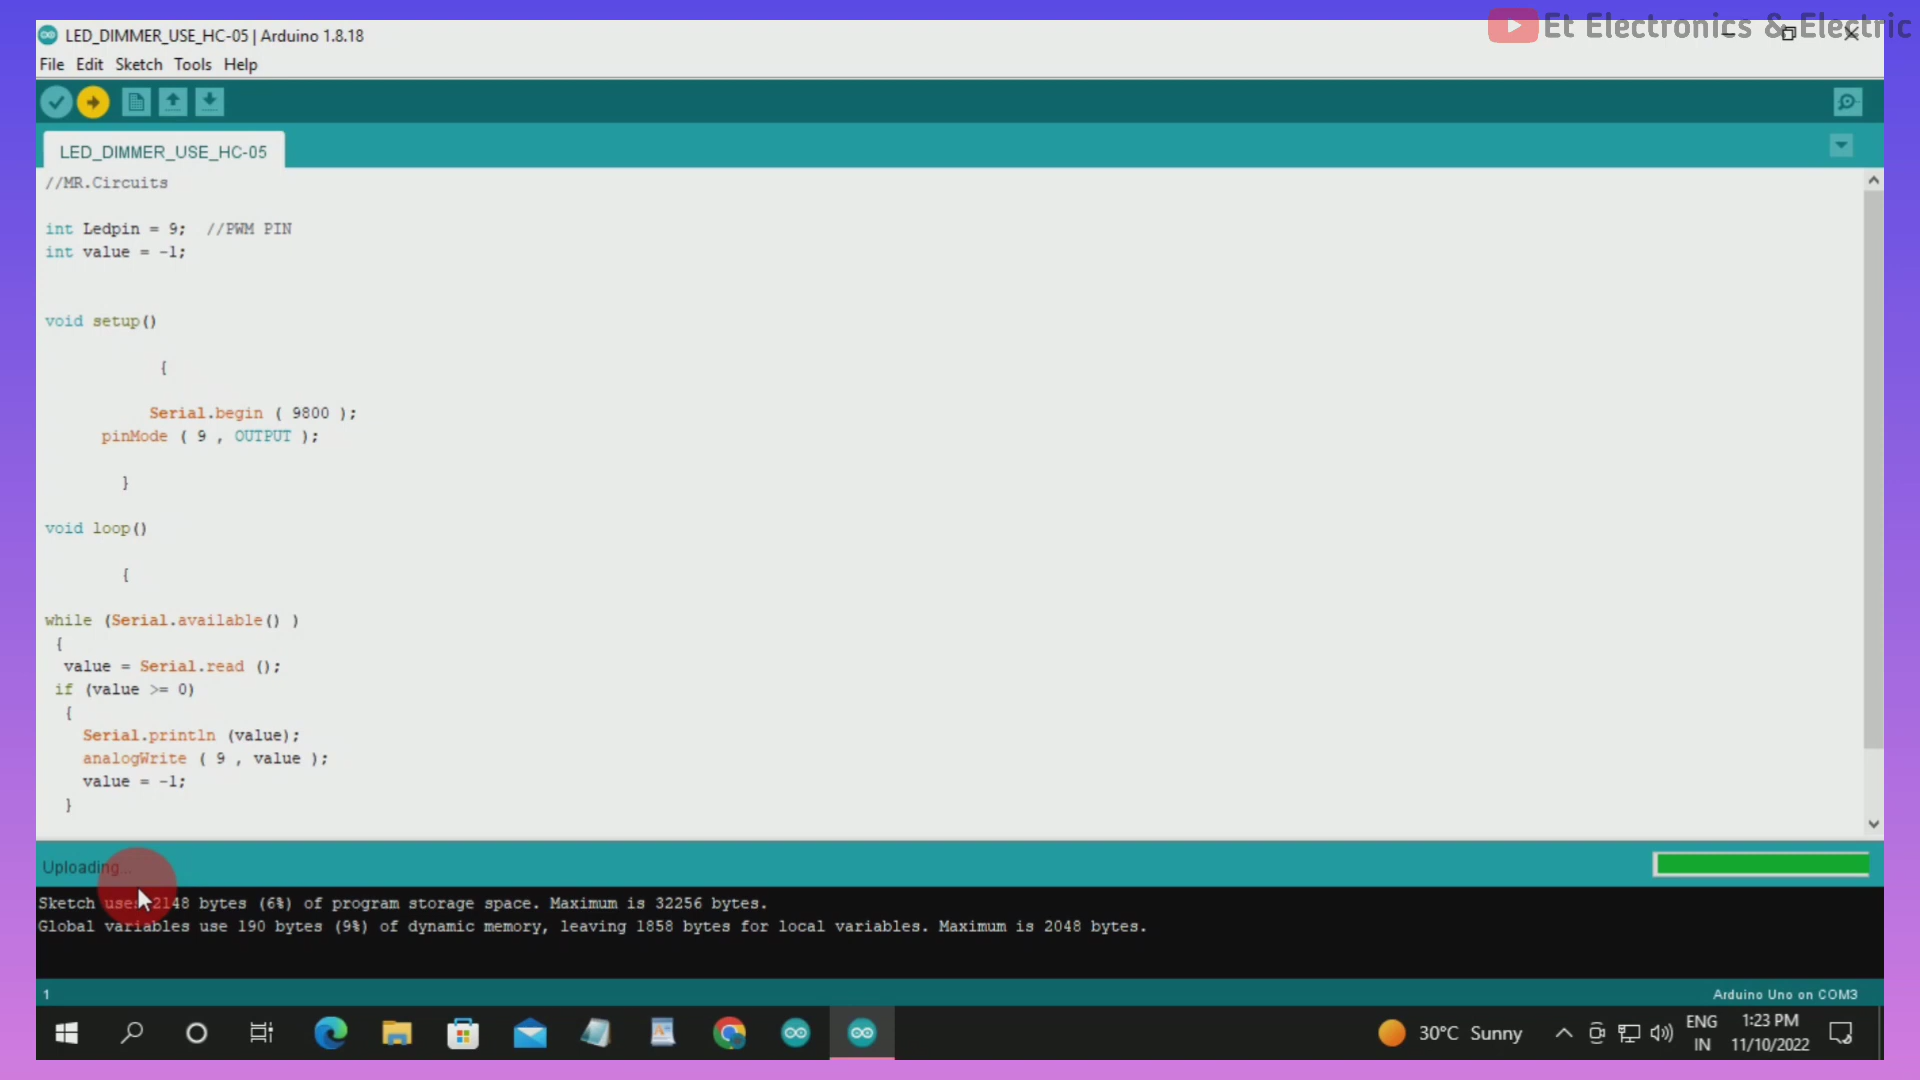 Et Electronics & Electric
LED_DIMMER_USE_HC-05 | Arduino 1.8.18
File Edit Sketch Tools Help
LED_DIMMER_USE_HC-05
//MR.Circuits
int Ledpin = 9;  //PWM PIN
int value = -1;
void setup()
{
Serial.begin ( 9800 );
pinMode ( 9 , OUTPUT );
}
void loop()
{
while (Serial.available() )
{
value = Serial.read ();
if (value >= 0)
{
Serial.println (value);
analogWrite ( 9 , value );
value = -1;
}
Uploading...
Sketch uses 2148 bytes (6%) of program storage space. Maximum is 32256 bytes.
Global variables use 190 bytes (9%) of dynamic memory, leaving 1858 bytes for local variables. Maximum is 2048 bytes.
1
Arduino Uno on COM3
30°C Sunny
ENG
IN
1:23 PM
11/10/2022